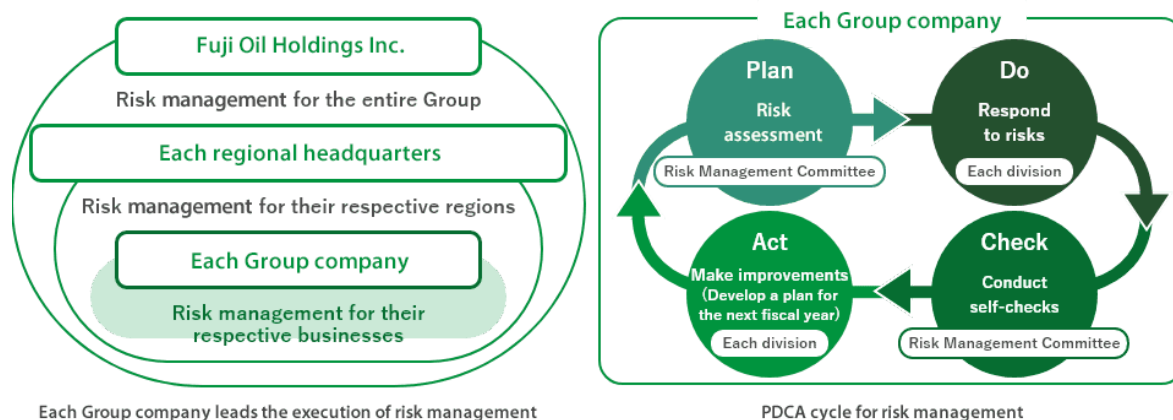 Fuji Oil Holdings Inc.
Risk management for the entire Group
Each regional headquarters
Risk management for their respective regions
Each Group company
Risk management for their
respective businesses
Each Group company leads the execution of risk management
Each Group company
Plan
Risk
assessment
Risk Management Committee
Do
Respond
to risks
Each division
Check
Conduct
self-checks
Risk Management Committee
Act
Make improvements
(Develop a plan for
the next fiscal year)
Each division
PDCA cycle for risk management